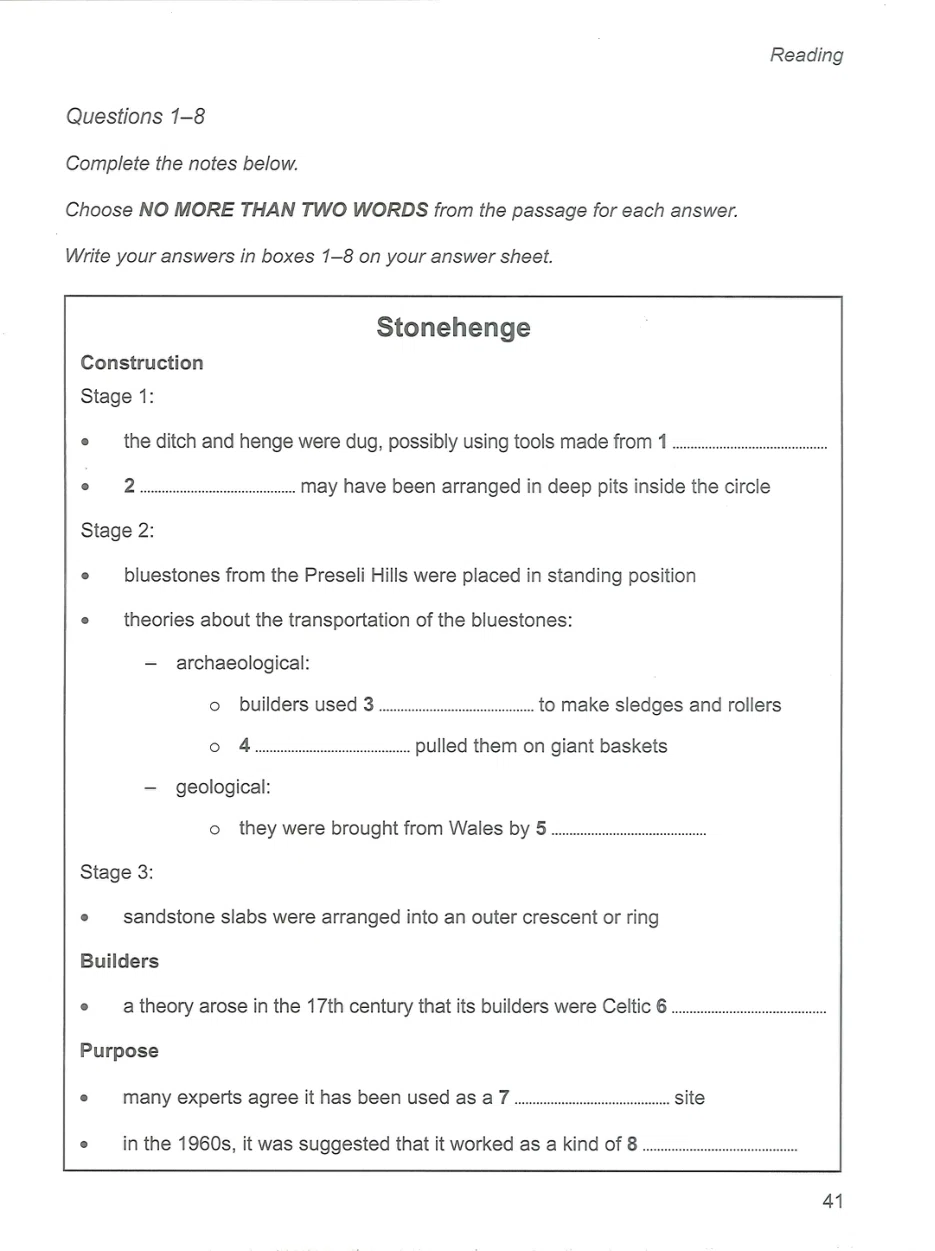 Reading
Questions 1–8
Complete the notes below.
Choose NO MORE THAN TWO WORDS from the passage for each answer.
Write your answers in boxes 1–8 on your answer sheet.
Stonehenge
Construction
Stage 1:
• the ditch and henge were dug, possibly using tools made from 1 ...........................................
• 2 ........................................... may have been arranged in deep pits inside the circle
Stage 2:
• bluestones from the Preseli Hills were placed in standing position
• theories about the transportation of the bluestones:
– archaeological:
o builders used 3 ........................................... to make sledges and rollers
o 4 ........................................... pulled them on giant baskets
– geological:
o they were brought from Wales by 5 ...........................................
Stage 3:
• sandstone slabs were arranged into an outer crescent or ring
Builders
• a theory arose in the 17th century that its builders were Celtic 6 ...........................................
Purpose
• many experts agree it has been used as a 7 ........................................... site
• in the 1960s, it was suggested that it worked as a kind of 8 ...........................................
41